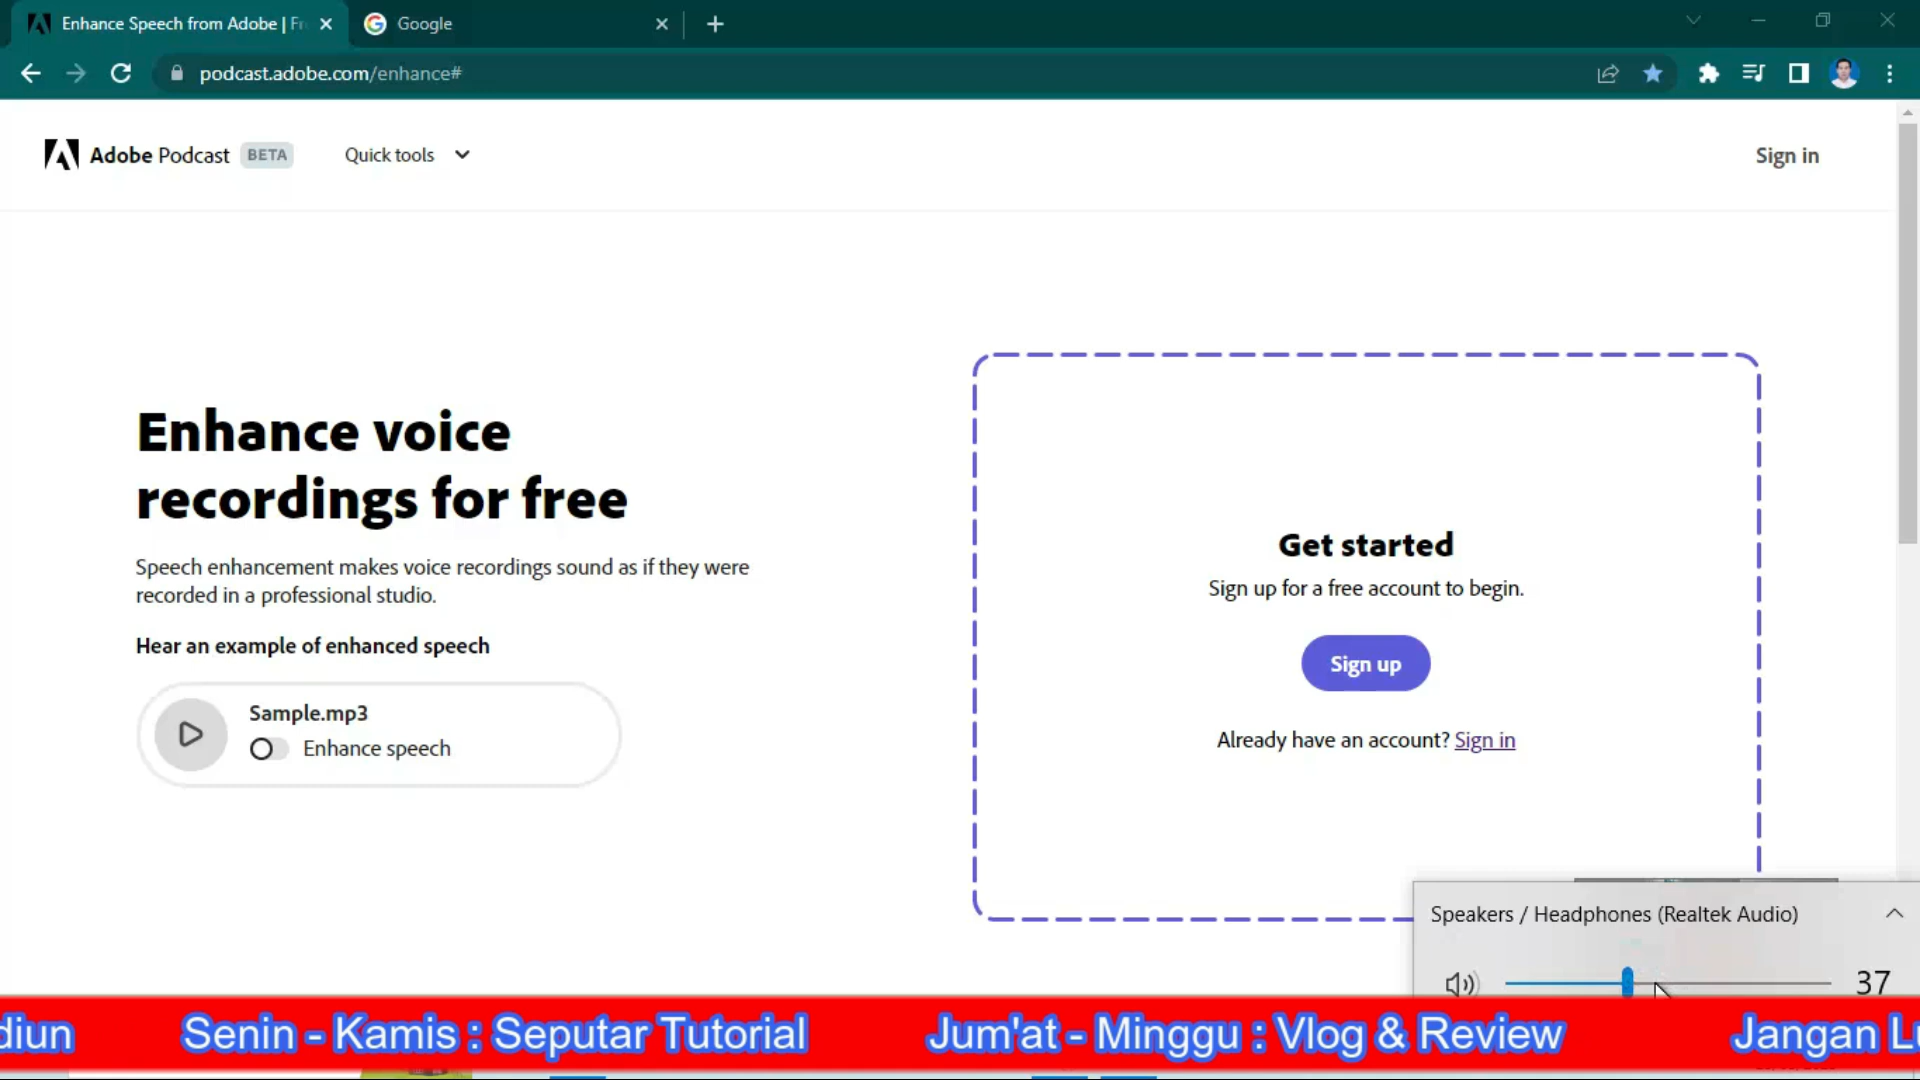 Enhance Speech from Adobe | Fr
Google
podcast.adobe.com/enhance#
Adobe Podcast BETA
Quick tools
Sign in
Enhance voice
recordings for free
Speech enhancement makes voice recordings sound as if they were
recorded in a professional studio.
Hear an example of enhanced speech
Sample.mp3
Enhance speech
Get started
Sign up for a free account to begin.
Sign up
Already have an account? Sign in
Speakers / Headphones (Realtek Audio)
37
diun Senin - Kamis : Seputar Tutorial Jum'at - Minggu : Vlog & Review Jangan Lu